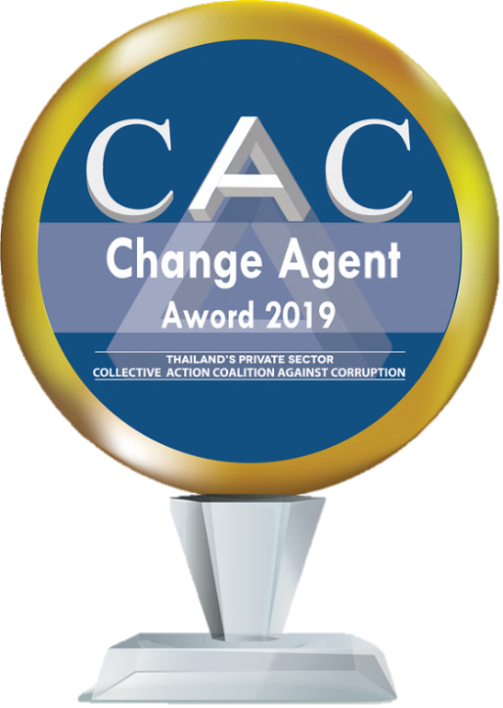 CAC
Change Agent
Aword 2019
THAILAND'S PRIVATE SECTOR
COLLECTIVE ACTION COALITION AGAINST CORRUPTION